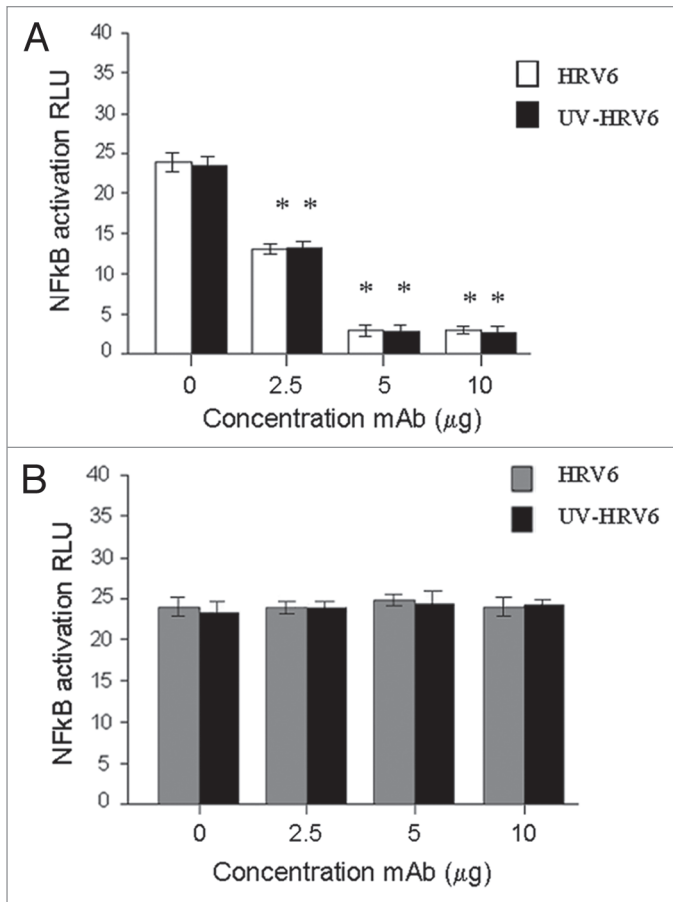 A
NFkB activation RLU
40
35
30
25
20
15
10
5
0
HRV6
UV-HRV6
* *
* *
* *
0 2.5 5 10
Concentration mAb (µg)
B
NFkB activation RLU
40
35
30
25
20
15
10
5
0
HRV6
UV-HRV6
0 2.5 5 10
Concentration mAb (µg)